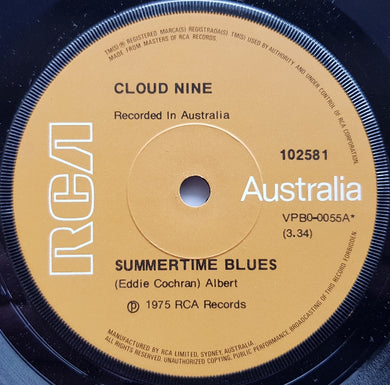 TM(S) ® REGISTERED MARCA(S) REGISTRADA(S) TM(S) USED BY AUTHORITY AND UNDER CONTROL OF RCA CORPORATION.
MADE FROM MASTERS OF RCA RECORDS.
CLOUD NINE
Recorded In Australia
102581
RCA
Australia
VPB0-0055A*
(3.34)
SUMMERTIME BLUES
(Eddie Cochran) Albert
℗ 1975 RCA Records
MANUFACTURED BY RCA LIMITED, SYDNEY, AUSTRALIA.
ALL RIGHTS RESERVED. UNAUTHORIZED COPYING, PUBLIC PERFORMANCE BROADCASTING OF THIS RECORD FORBIDDEN.